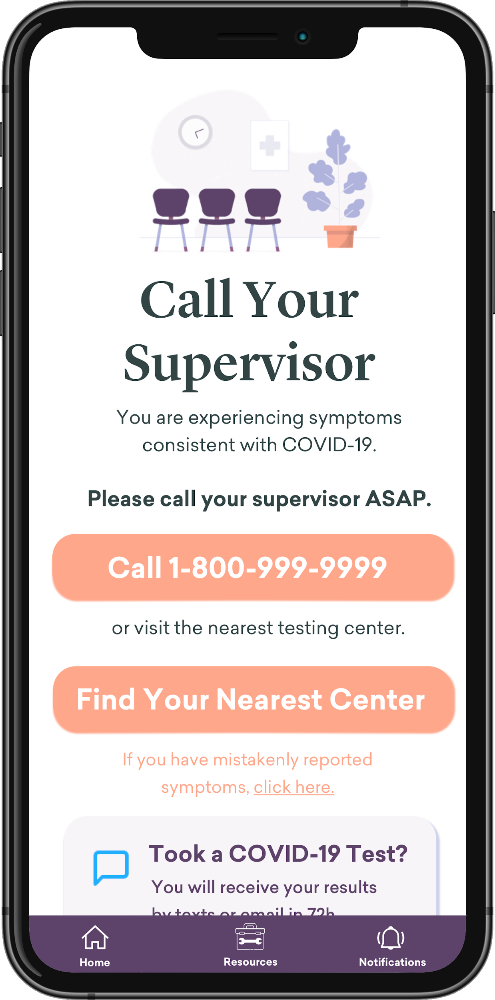 Call Your
Supervisor
You are experiencing symptoms
consistent with COVID-19.
Please call your supervisor ASAP.
Call 1-800-999-9999
or visit the nearest testing center.
Find Your Nearest Center
If you have mistakenly reported
symptoms, click here.
Took a COVID-19 Test?
You will receive your results
by texts or email in 72h
Home
Resources
Notifications